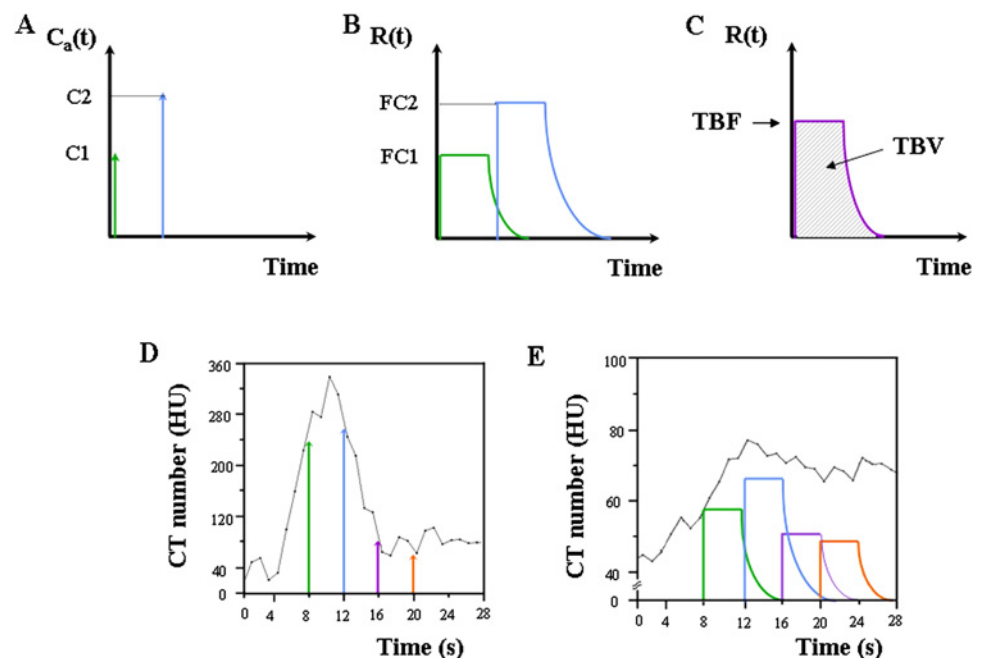 A
C_a(t)
C2
C1
Time
B
R(t)
FC2
FC1
Time
C
R(t)
TBF
TBV
Time
D
CT number (HU)
360
280
200
110
40
0
0 4 8 12 16 20 24 28
Time (s)
E
CT number (HU)
100
80
60
40
0
0 4 8 12 16 20 24 28
Time (s)